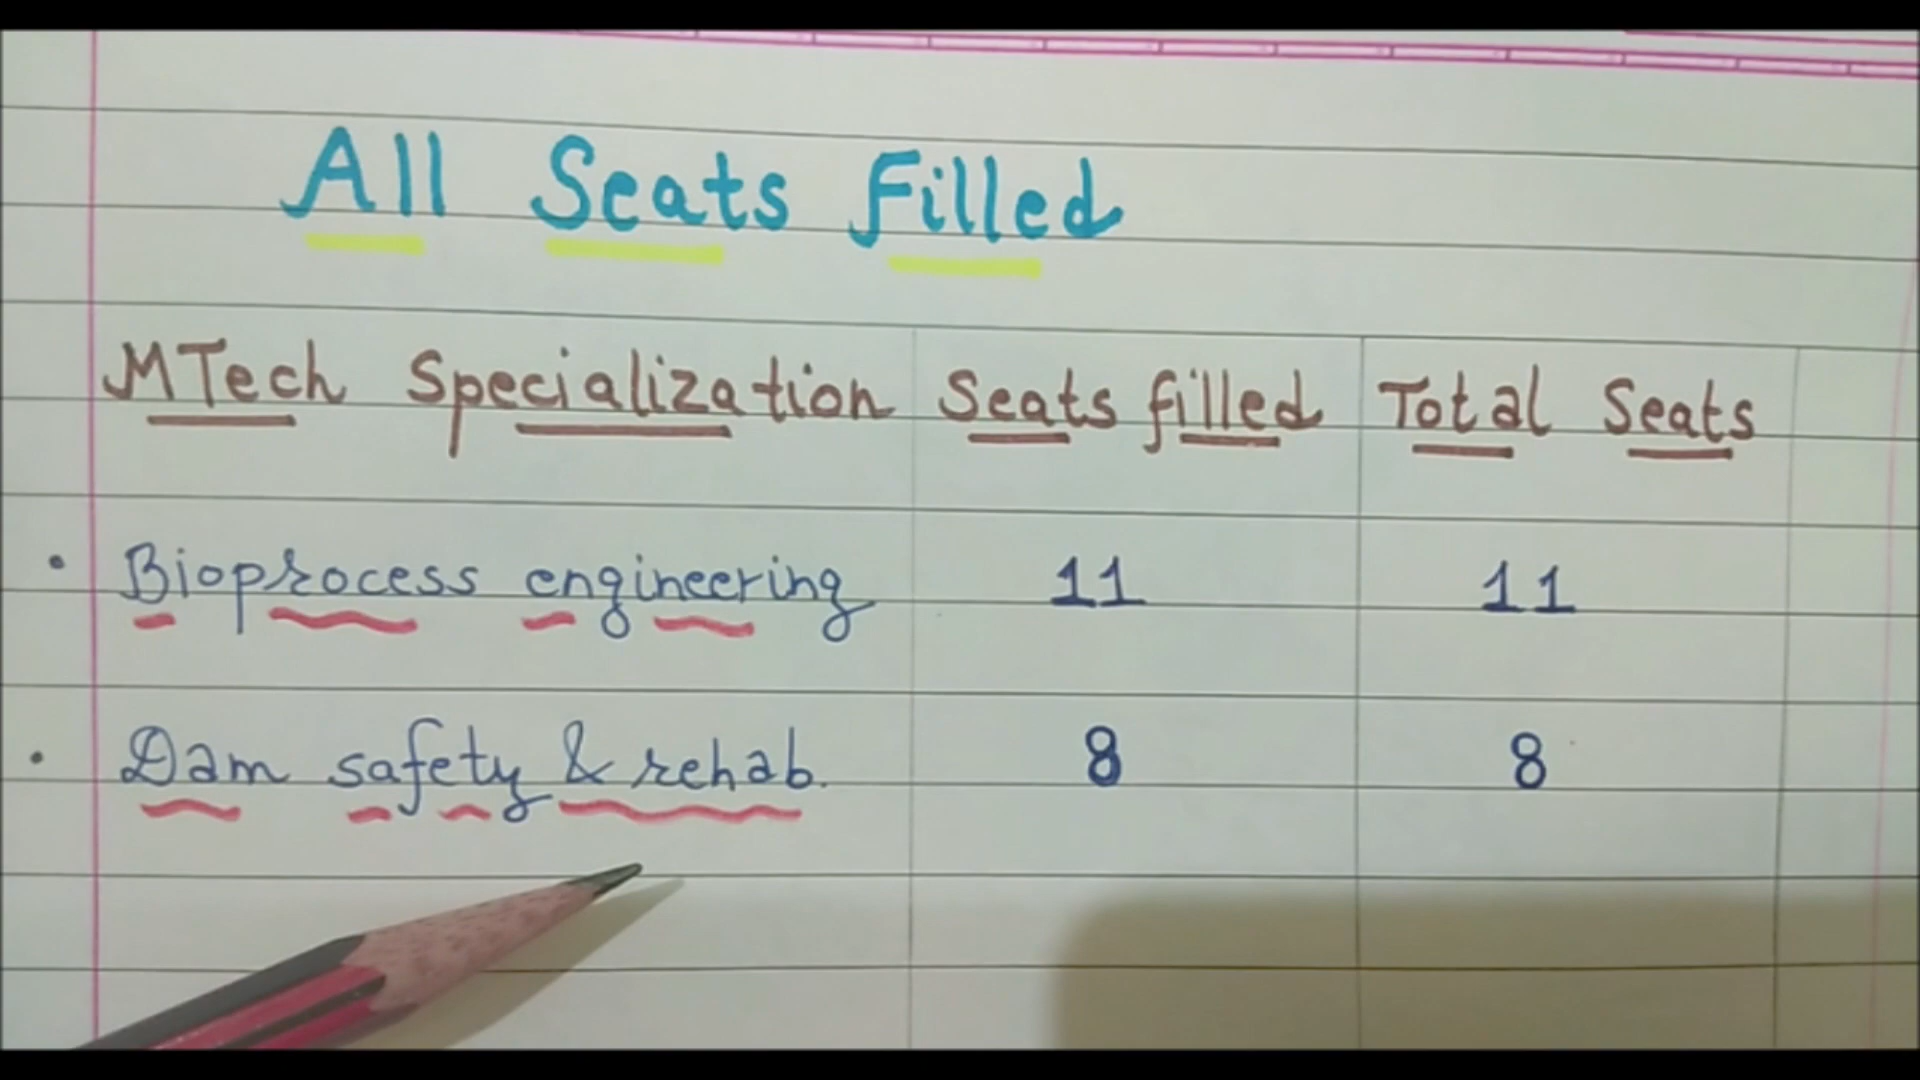 All Seats Filled
MTech Specialization Seats filled Total Seats
• Bioprocess engineering 11 11
• Dam safety & rehab. 8 8